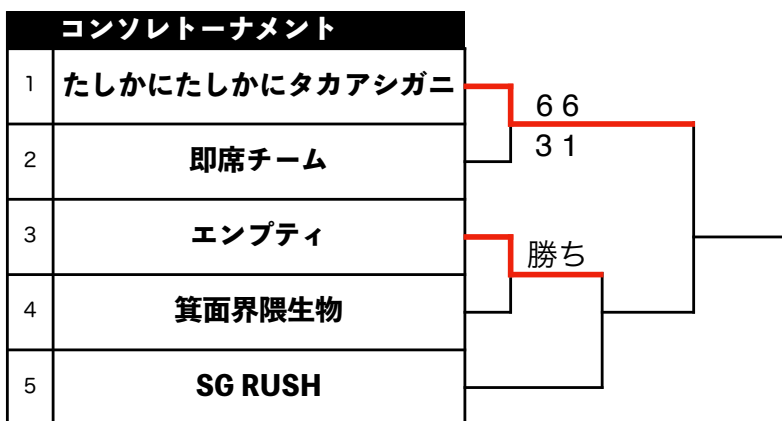 コンソレトーナメント
1 たしかにたしかにタカアシガニ
6 6
3 1
2 即席チーム
3 エンプティ
勝ち
4 箕面界隈生物
5 SG RUSH